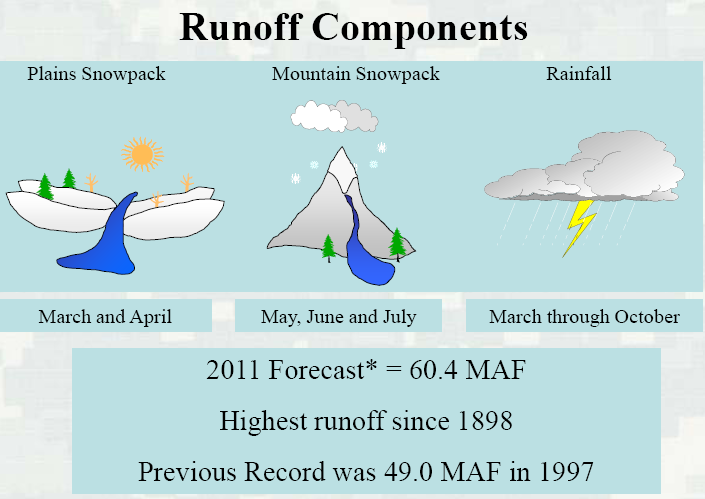 Runoff Components
Plains Snowpack
Mountain Snowpack
Rainfall
March and April
May, June and July
March through October
2011 Forecast* = 60.4 MAF
Highest runoff since 1898
Previous Record was 49.0 MAF in 1997